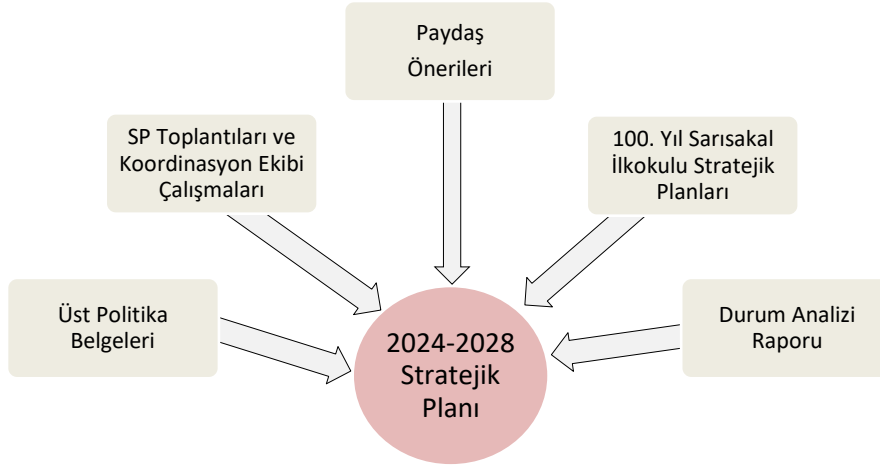 Paydaş
Önerileri
SP Toplantıları ve
Koordinasyon Ekibi
Çalışmaları
100. Yıl Sarısakal
İlkokulu Stratejik
Planları
Üst Politika
Belgeleri
2024-2028
Stratejik
Planı
Durum Analizi
Raporu